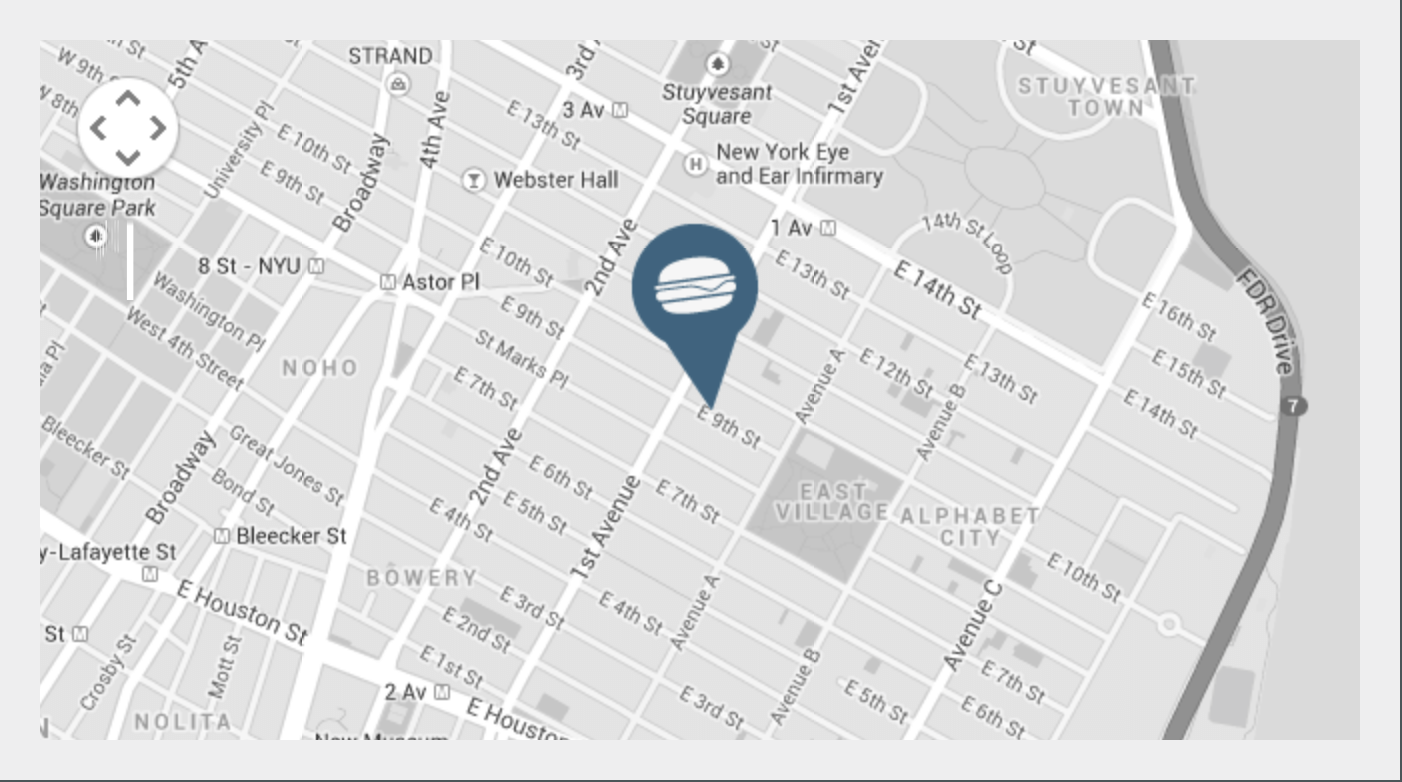 STRAND
5th A
W 9th
W 8th
3rd
E 13th St
3 Av M
Stuyvesant
Square
1st Aven
St
STUYVESANT
TOWN
University Pl
E 10th St
E 9th St
Broadway
4th Ave
Webster Hall
H
New York Eye
and Ear Infirmary
Washington
Square Park
1 Av M
14th St Loop
8 St - NYU M
M Astor Pl
E 10th St
2nd Ave
E 13th St
E 14th St
E 16th St
FDR Drive
Washington Pl
West 4th Street
E 9th St
St Marks Pl
E 7th St
NOHO
Avenue A
E 12th St
Avenue B
E 13th St
E 15th St
E 14th St
7
Bleecker St
Great Jones St
Bond St
Broadway
2nd Ave
E 9th St
E 6th St
E 5th St
E 4th St
E 7th St
1st Avenue
EAST
VILLAGE
ALPHABET
CITY
M Bleecker St
y-Lafayette St
M
BOWERY
E 10th St
E Houston St
E 3rd St
E 2nd St
E 1st St
E 4th St
Avenue A
Avenue B
Avenue C
St M
Crosby St
Mott St
NOLITA
2 Av M
E Houston
E 3rd St
E 5th St
E 7th St
E 6th St
New Museum